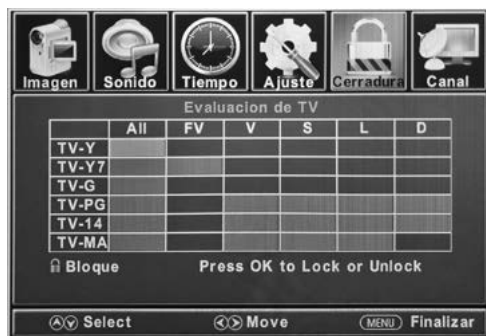 Imagen Sonido Tiempo Ajuste Cerradura Canal
Evaluacion de TV
All FV V S L D
TV-Y
TV-Y7
TV-G
TV-PG
TV-14
TV-MA
Bloque Press OK to Lock or Unlock
Select Move MENU Finalizar